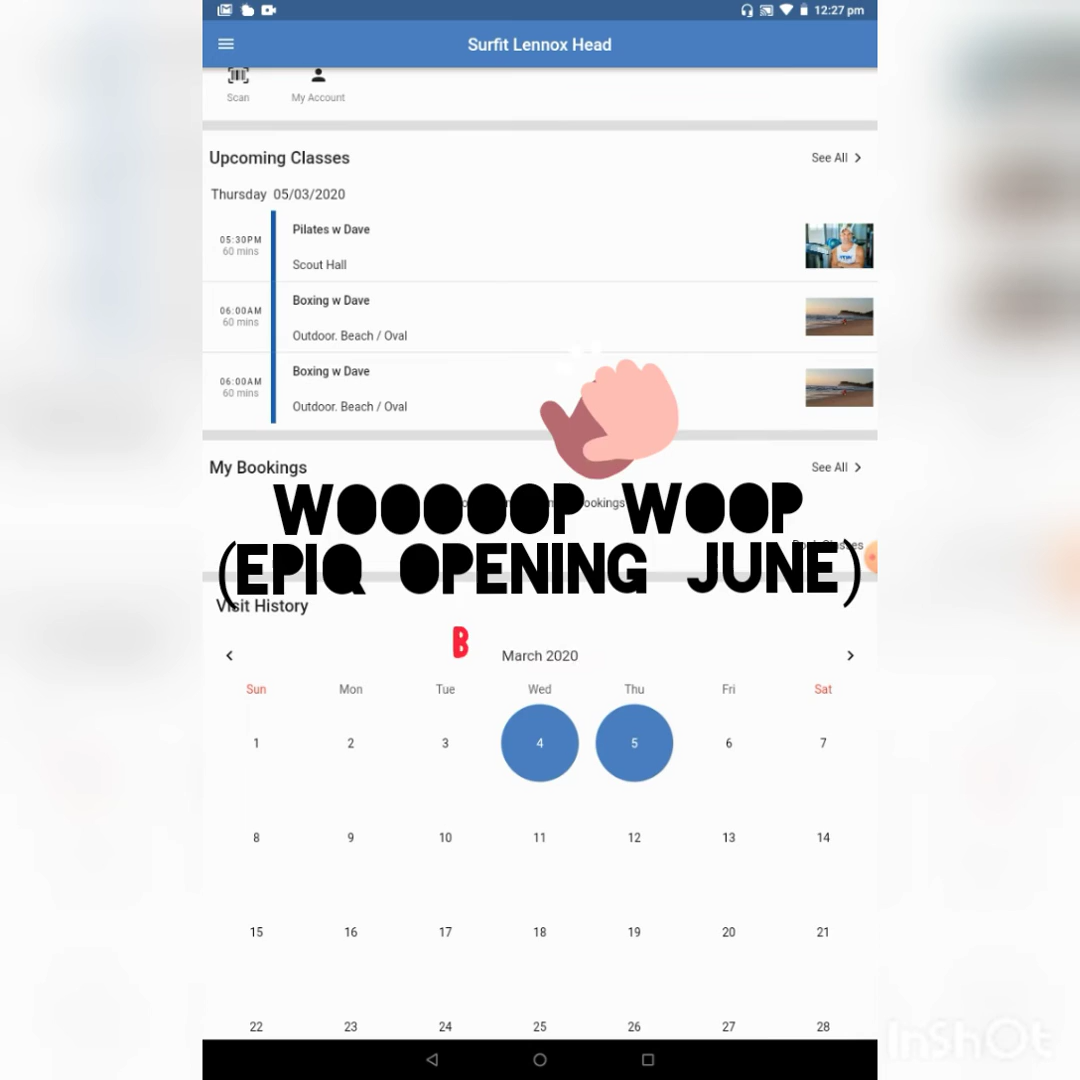 12:27 pm
Surfit Lennox Head
Scan
My Account
Upcoming Classes
See All
Thursday 05/03/2020
05:30PM
60 mins
Pilates w Dave
Scout Hall
06:00AM
60 mins
Boxing w Dave
Outdoor. Beach / Oval
06:00AM
60 mins
Boxing w Dave
Outdoor. Beach / Oval
My Bookings
See All
ookings
WOOOOOP WOOP
(EPIQ OPENING JUNE)
Visit History
B
March 2020
Sun Mon Tue Wed Thu Fri Sat
1 2 3 4 5 6 7
8 9 10 11 12 13 14
15 16 17 18 19 20 21
22 23 24 25 26 27 28
InShOt